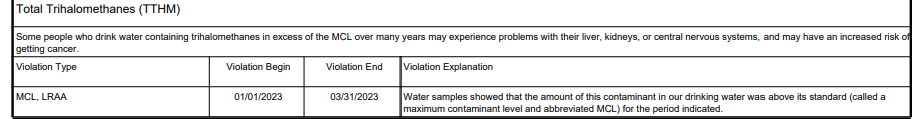 Total Trihalomethanes (TTHM)
Some people who drink water containing trihalomethanes in excess of the MCL over many years may experience problems with their liver, kidneys, or central nervous systems, and may have an increased risk of
getting cancer.
Violation Type Violation Begin Violation End Violation Explanation
MCL, LRAA 01/01/2023 03/31/2023 Water samples showed that the amount of this contaminant in our drinking water was above its standard (called a
maximum contaminant level and abbreviated MCL) for the period indicated.